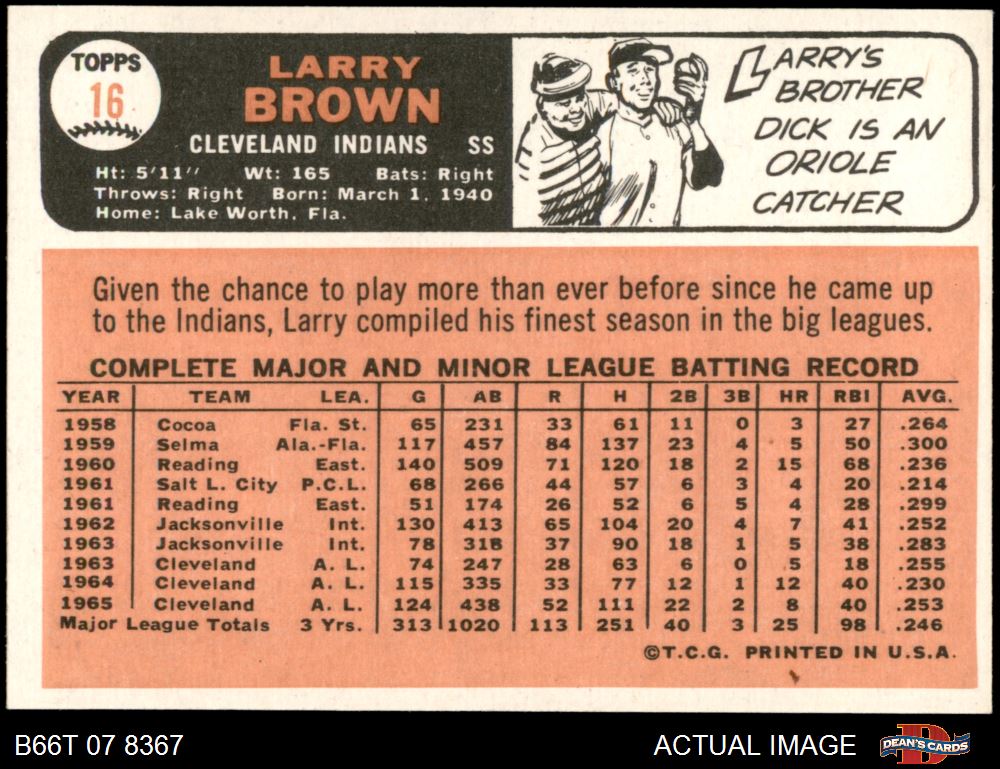 TOPPS
16
LARRY
BROWN
CLEVELAND INDIANS SS
Ht: 5'11" Wt: 165 Bats: Right
Throws: Right Born: March 1, 1940
Home: Lake Worth, Fla.
LARRY'S
BROTHER
DICK IS AN
ORIOLE
CATCHER
Given the chance to play more than ever before since he came up
to the Indians, Larry compiled his finest season in the big leagues.
COMPLETE MAJOR AND MINOR LEAGUE BATTING RECORD
YEAR TEAM LEA. G AB R H 2B 3B HR RBI AVG.
1958 Cocoa Fla. St. 65 231 33 61 11 0 3 27 .264
1959 Selma Ala.-Fla. 117 457 84 137 23 4 5 50 .300
1960 Reading East. 140 509 71 120 18 2 15 68 .236
1961 Salt L. City P.C.L. 68 266 44 57 6 3 4 20 .214
1961 Reading East. 51 174 26 52 6 5 4 28 .299
1962 Jacksonville Int. 130 413 65 104 20 4 7 41 .252
1963 Jacksonville Int. 78 318 37 90 18 1 5 38 .283
1963 Cleveland A. L. 74 247 28 63 6 0 5 18 .255
1964 Cleveland A. L. 115 335 33 77 12 1 12 40 .230
1965 Cleveland A. L. 124 438 52 111 22 2 8 40 .253
Major League Totals 3 Yrs. 313 1020 113 251 40 3 25 98 .246
©T.C.G. PRINTED IN U.S.A.
B66T 07 8367
ACTUAL IMAGE
DEAN'S CARDS